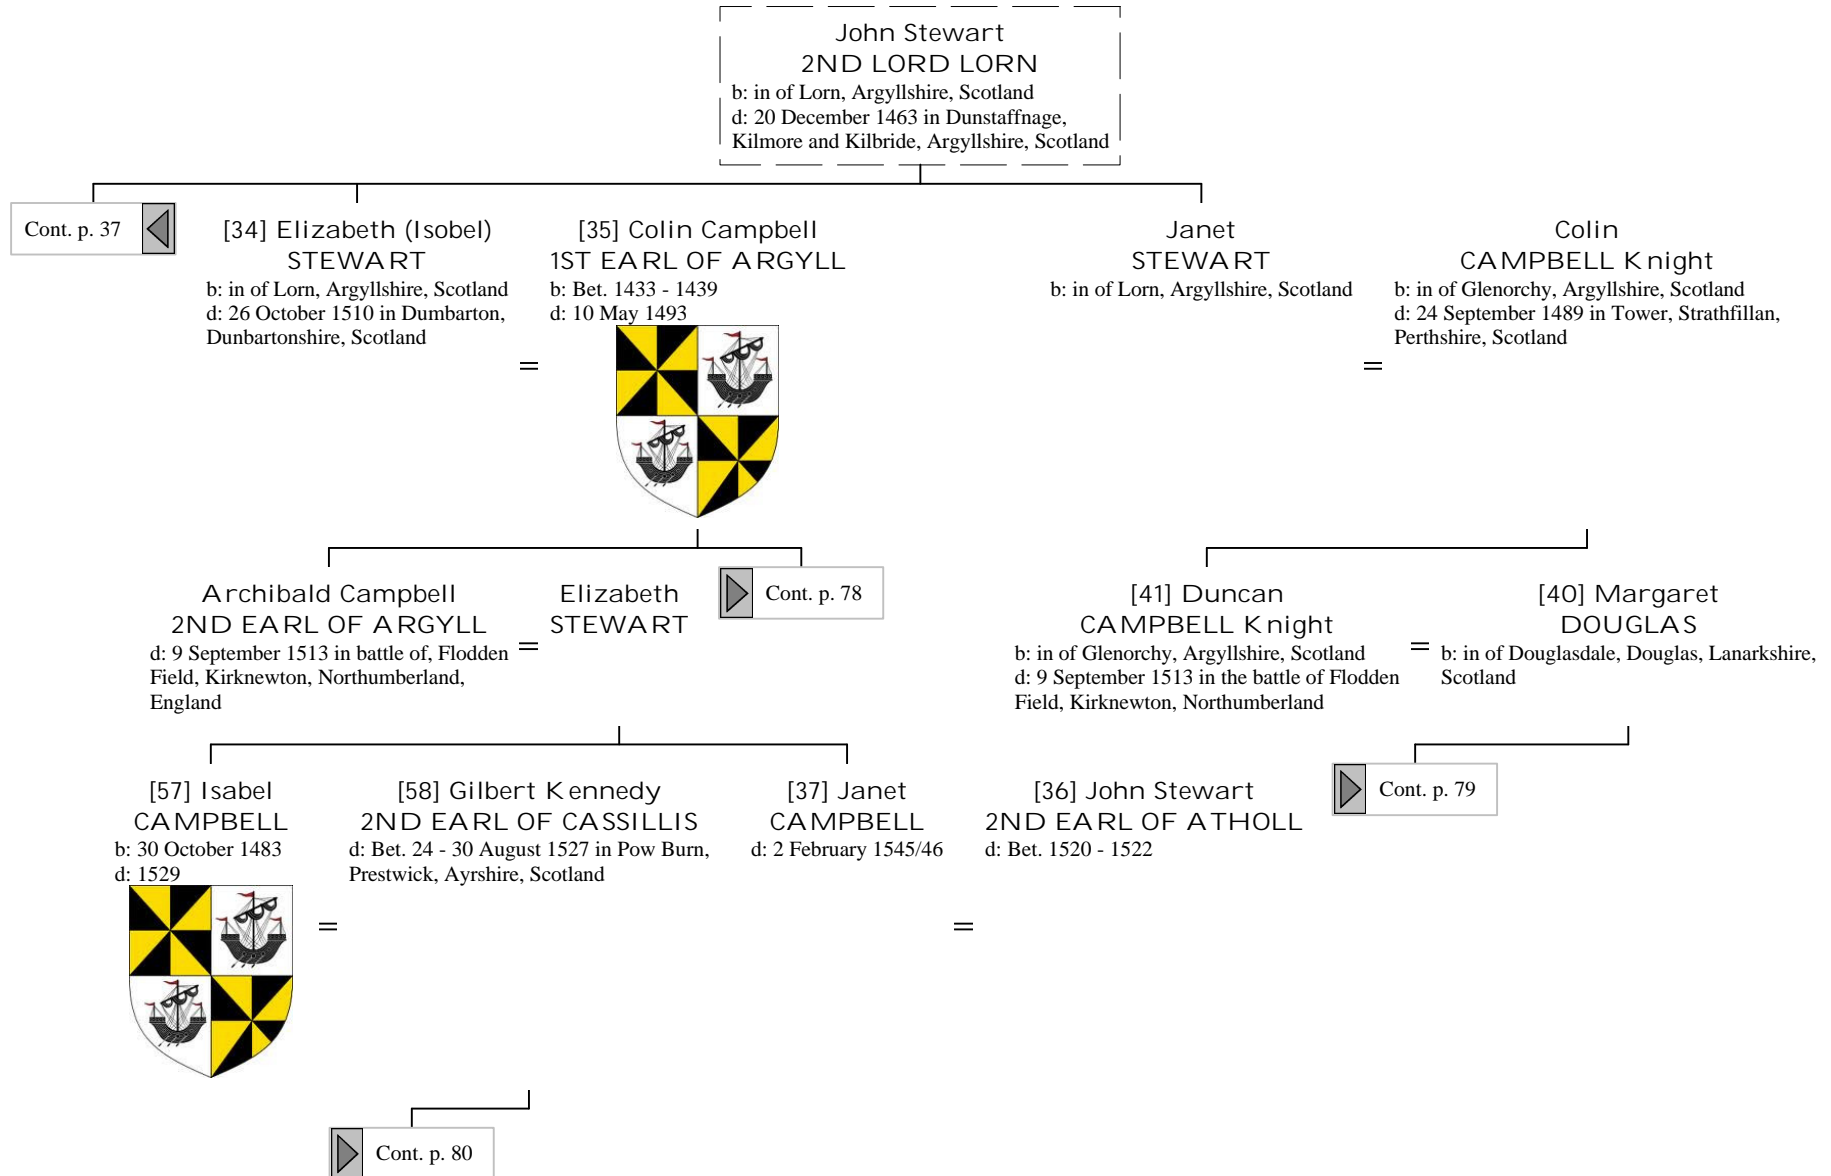 John Stewart
2ND LORD LORN
b: in of Lorn, Argyllshire, Scotland
d: 20 December 1463 in Dunstaffnage,
Kilmore and Kilbride, Argyllshire, Scotland
Cont. p. 37
[34] Elizabeth (Isobel)
STEWART
b: in of Lorn, Argyllshire, Scotland
d: 26 October 1510 in Dumbarton,
Dunbartonshire, Scotland
=
[35] Colin Campbell
1ST EARL OF ARGYLL
b: Bet. 1433 - 1439
d: 10 May 1493
Janet
STEWART
b: in of Lorn, Argyllshire, Scotland
=
Colin
CAMPBELL Knight
b: in of Glenorchy, Argyllshire, Scotland
d: 24 September 1489 in Tower, Strathfillan,
Perthshire, Scotland
Archibald Campbell
2ND EARL OF ARGYLL
d: 9 September 1513 in battle of, Flodden
Field, Kirknewton, Northumberland,
England
=
Elizabeth
STEWART
Cont. p. 78
[41] Duncan
CAMPBELL Knight
b: in of Glenorchy, Argyllshire, Scotland
d: 9 September 1513 in the battle of Flodden
Field, Kirknewton, Northumberland
=
[40] Margaret
DOUGLAS
b: in of Douglasdale, Douglas, Lanarkshire,
Scotland
[57] Isabel
CAMPBELL
b: 30 October 1483
d: 1529
=
[58] Gilbert Kennedy
2ND EARL OF CASSILLIS
d: Bet. 24 - 30 August 1527 in Pow Burn,
Prestwick, Ayrshire, Scotland
[37] Janet
CAMPBELL
d: 2 February 1545/46
=
[36] John Stewart
2ND EARL OF ATHOLL
d: Bet. 1520 - 1522
Cont. p. 79
Cont. p. 80